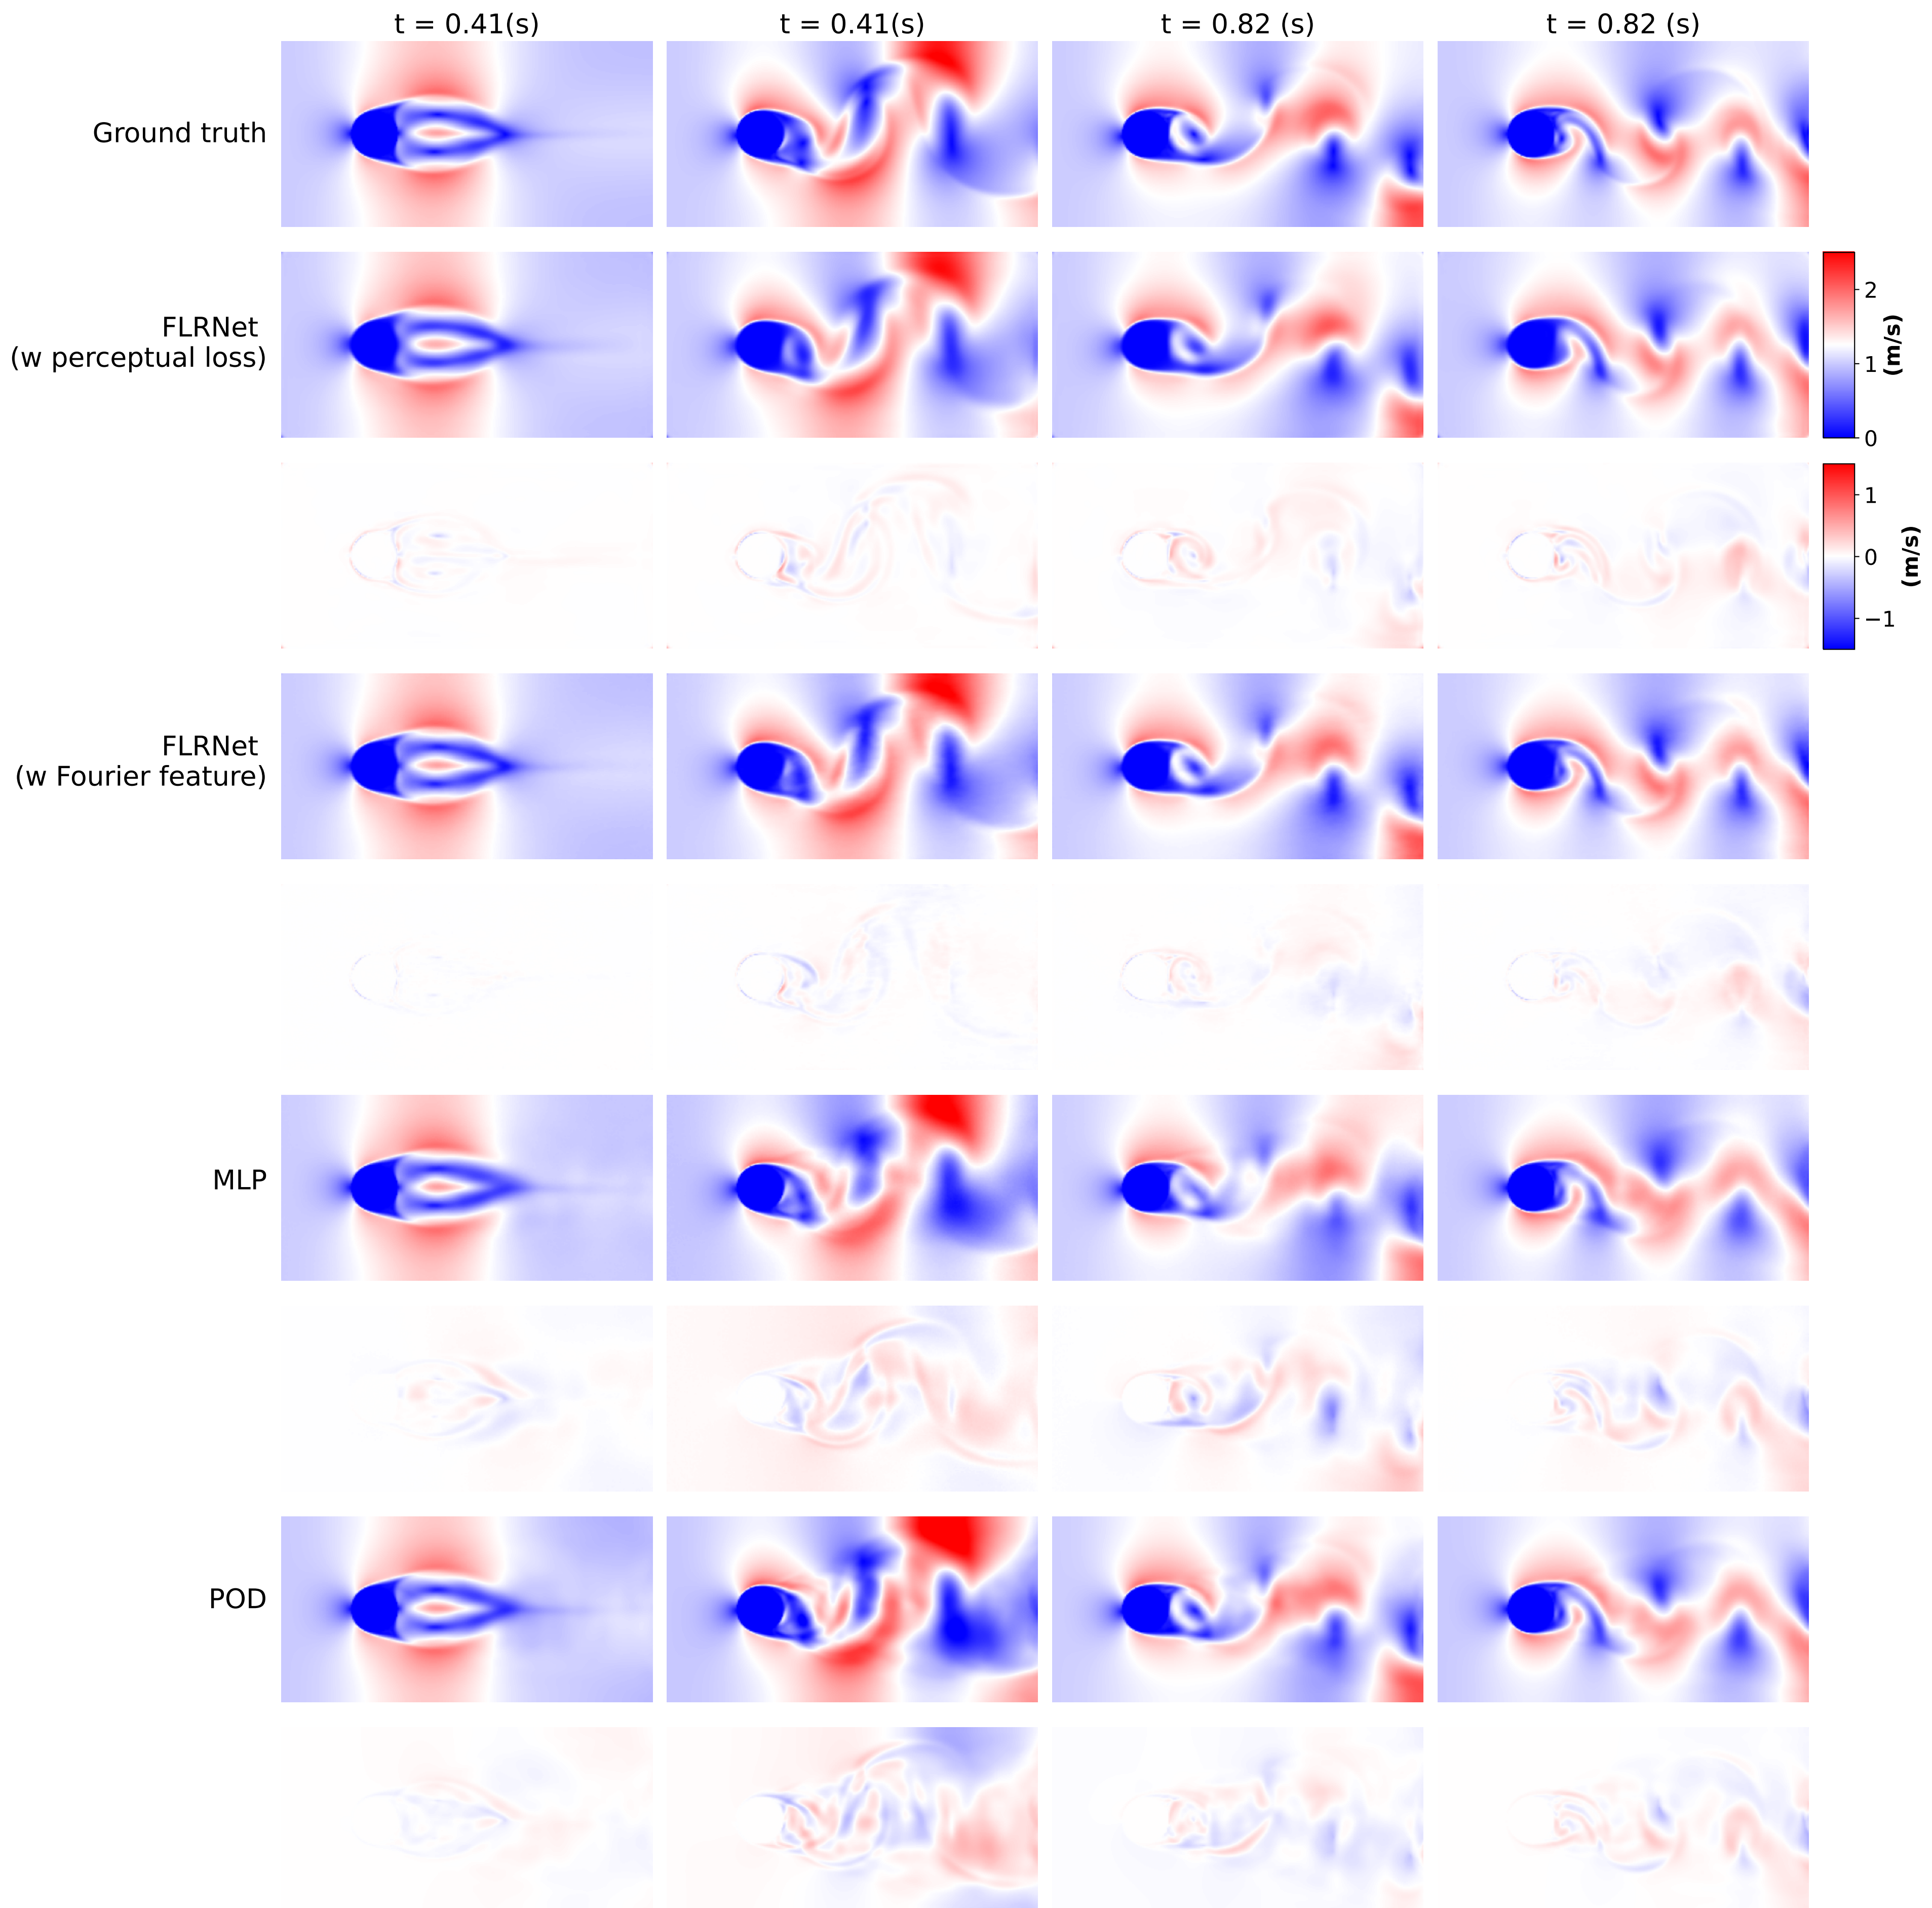 t = 0.41(s)
t = 0.41(s)
t = 0.82 (s)
t = 0.82 (s)
Ground truth
FLRNet
(w perceptual loss)
2
1
0
(m/s)
1
0
−1
(m/s)
FLRNet
(w Fourier feature)
MLP
POD